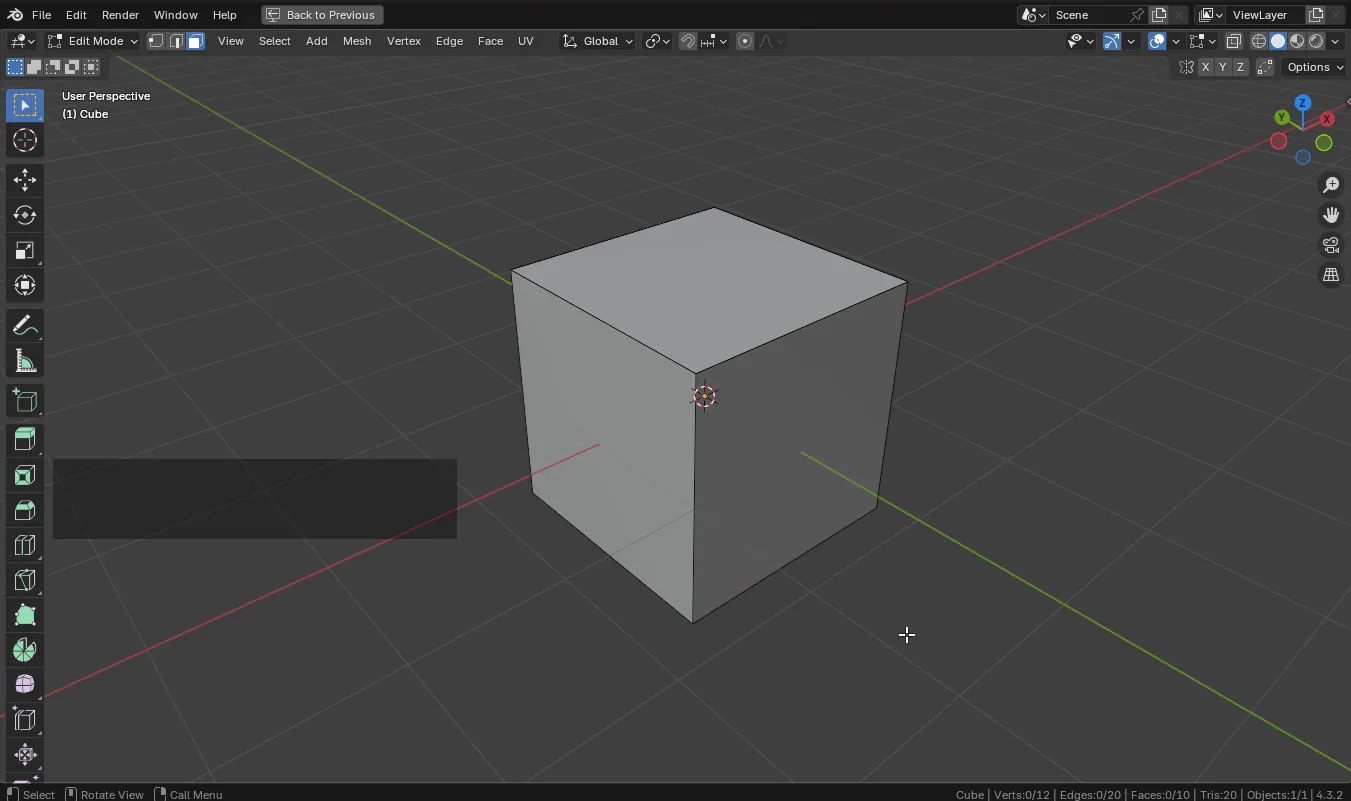 File Edit Render Window Help Back to Previous Scene ViewLayer
Edit Mode View Select Add Mesh Vertex Edge Face UV Global
X Y Z Options
User Perspective
(1) Cube
Z
Y X
Select Rotate View Call Menu Cube | Verts:0/12 | Edges:0/20 | Faces:0/10 | Tris:20 | Objects:1/1 | 4.3.2